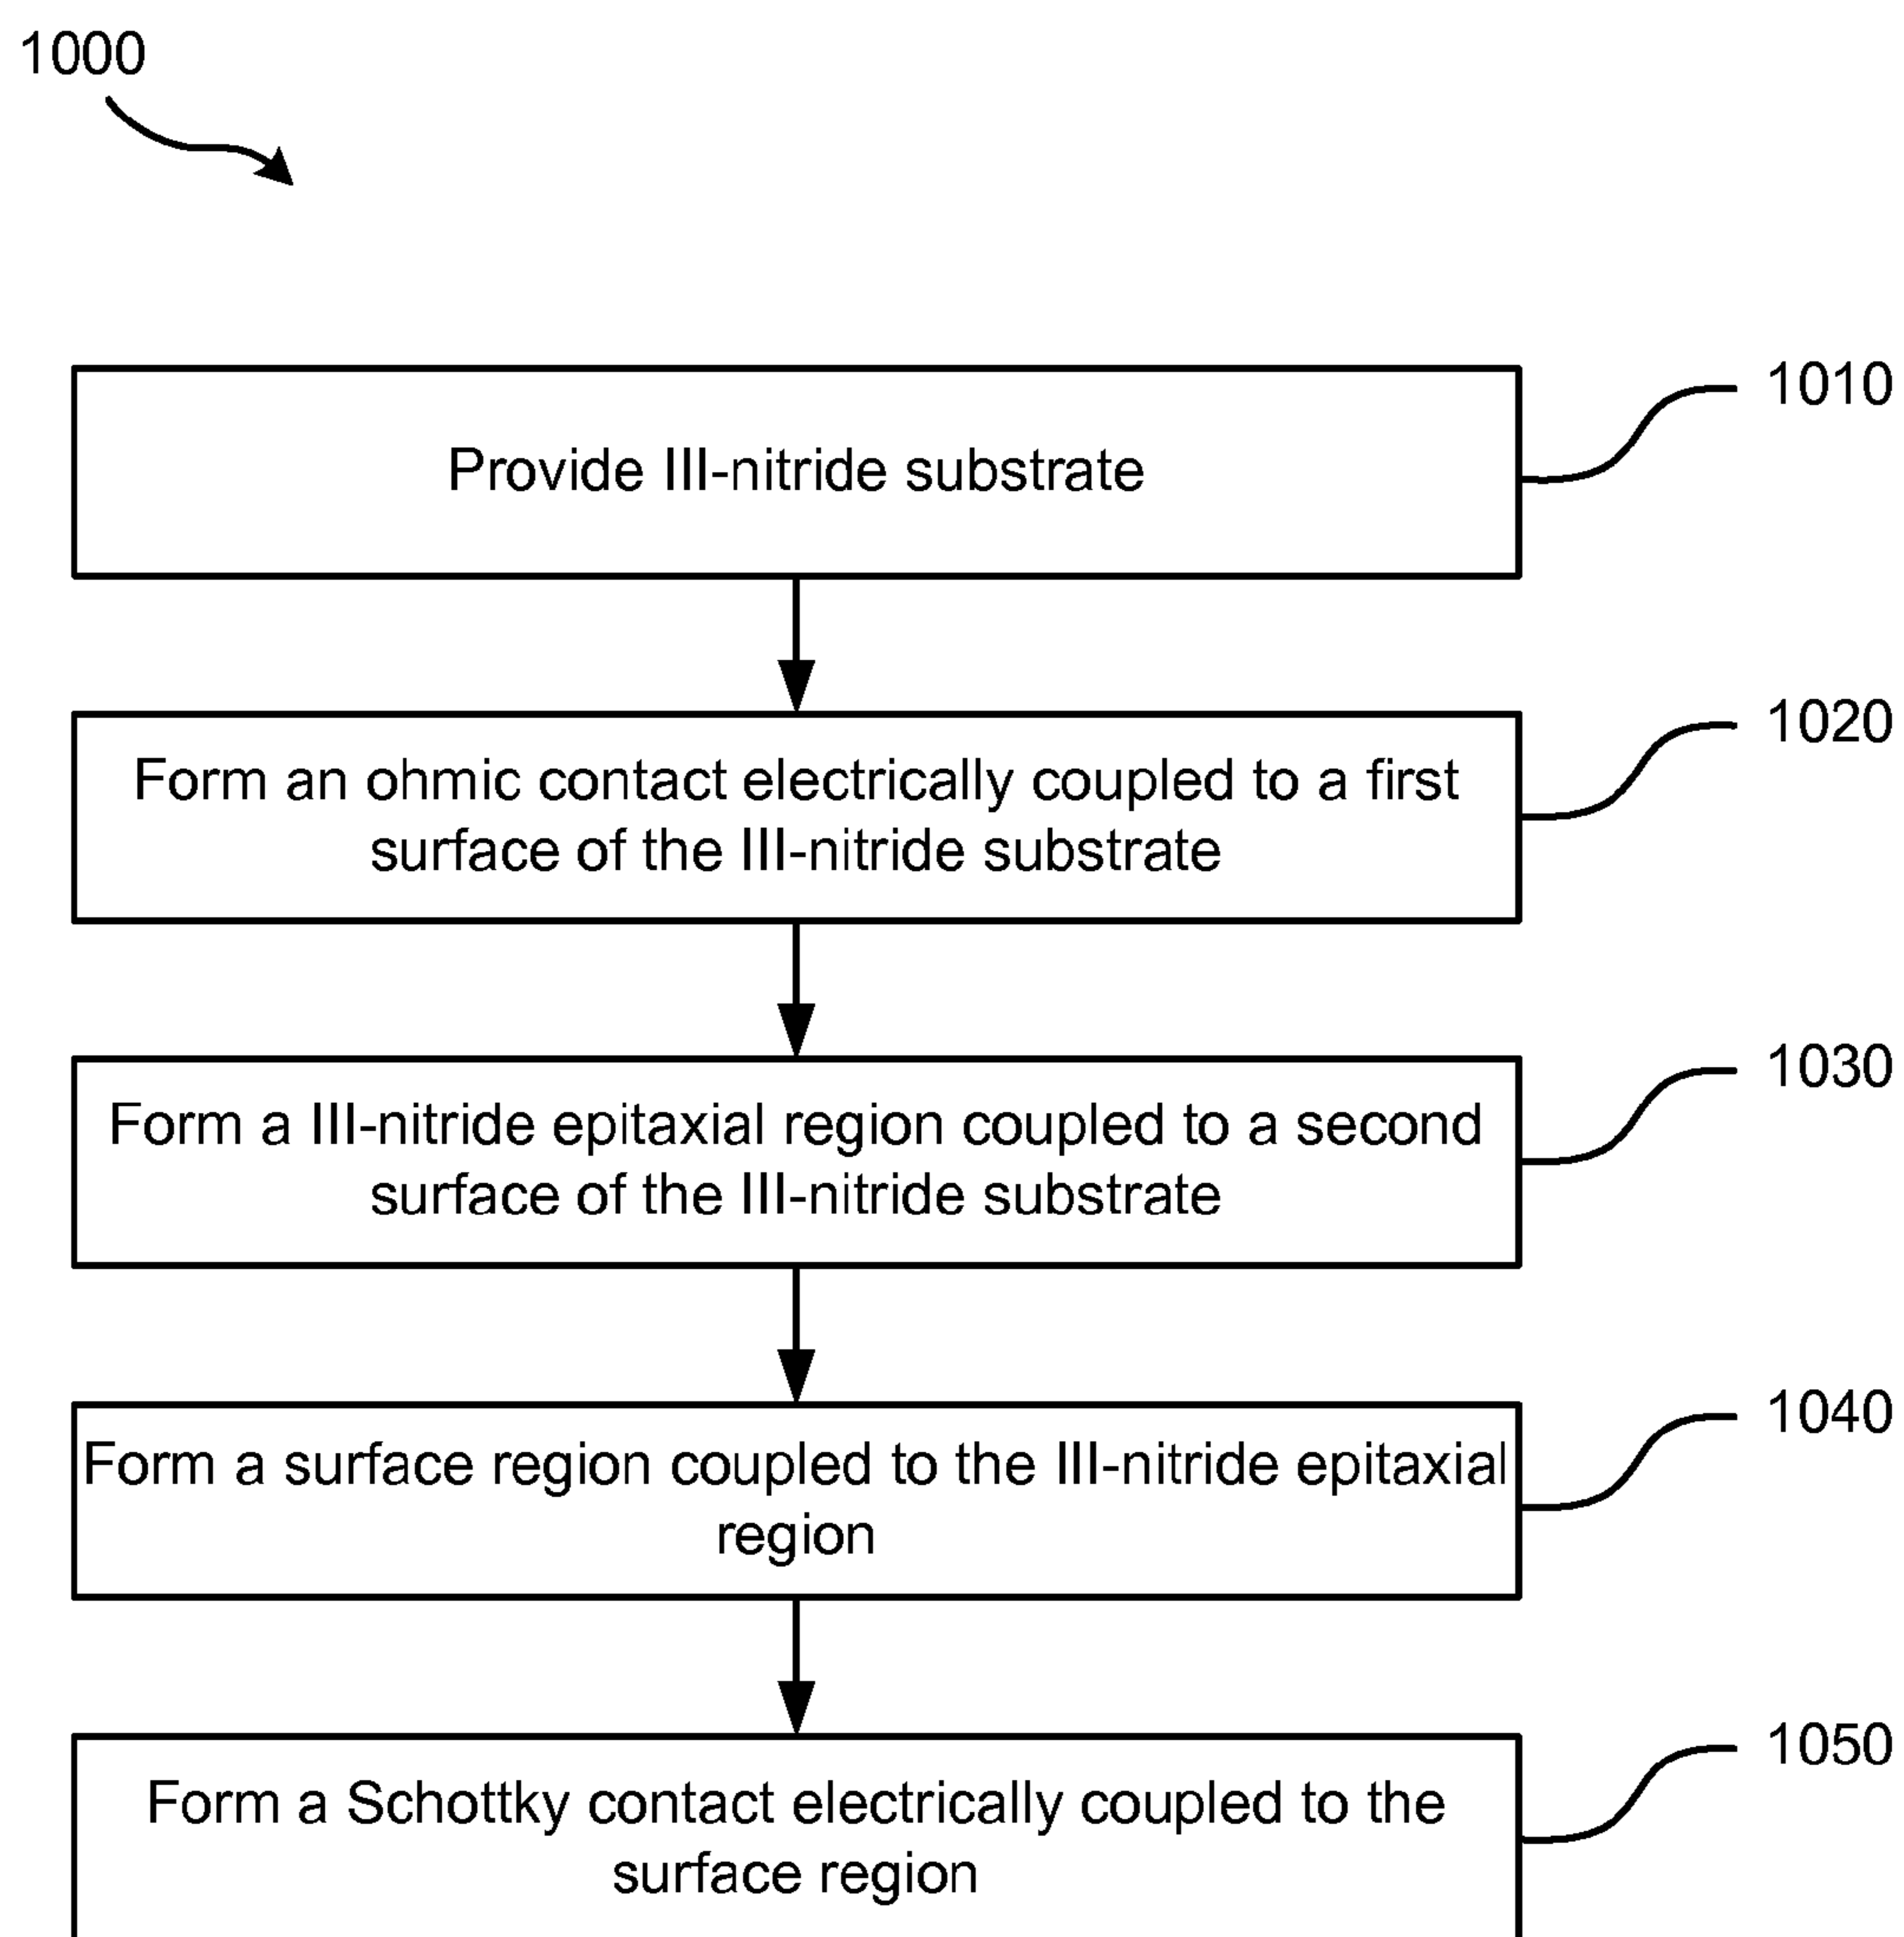 1000
1010
Provide III-nitride substrate
1020
Form an ohmic contact electrically coupled to a first
surface of the III-nitride substrate
1030
Form a III-nitride epitaxial region coupled to a second
surface of the III-nitride substrate
1040
Form a surface region coupled to the III-nitride epitaxial
region
1050
Form a Schottky contact electrically coupled to the
surface region